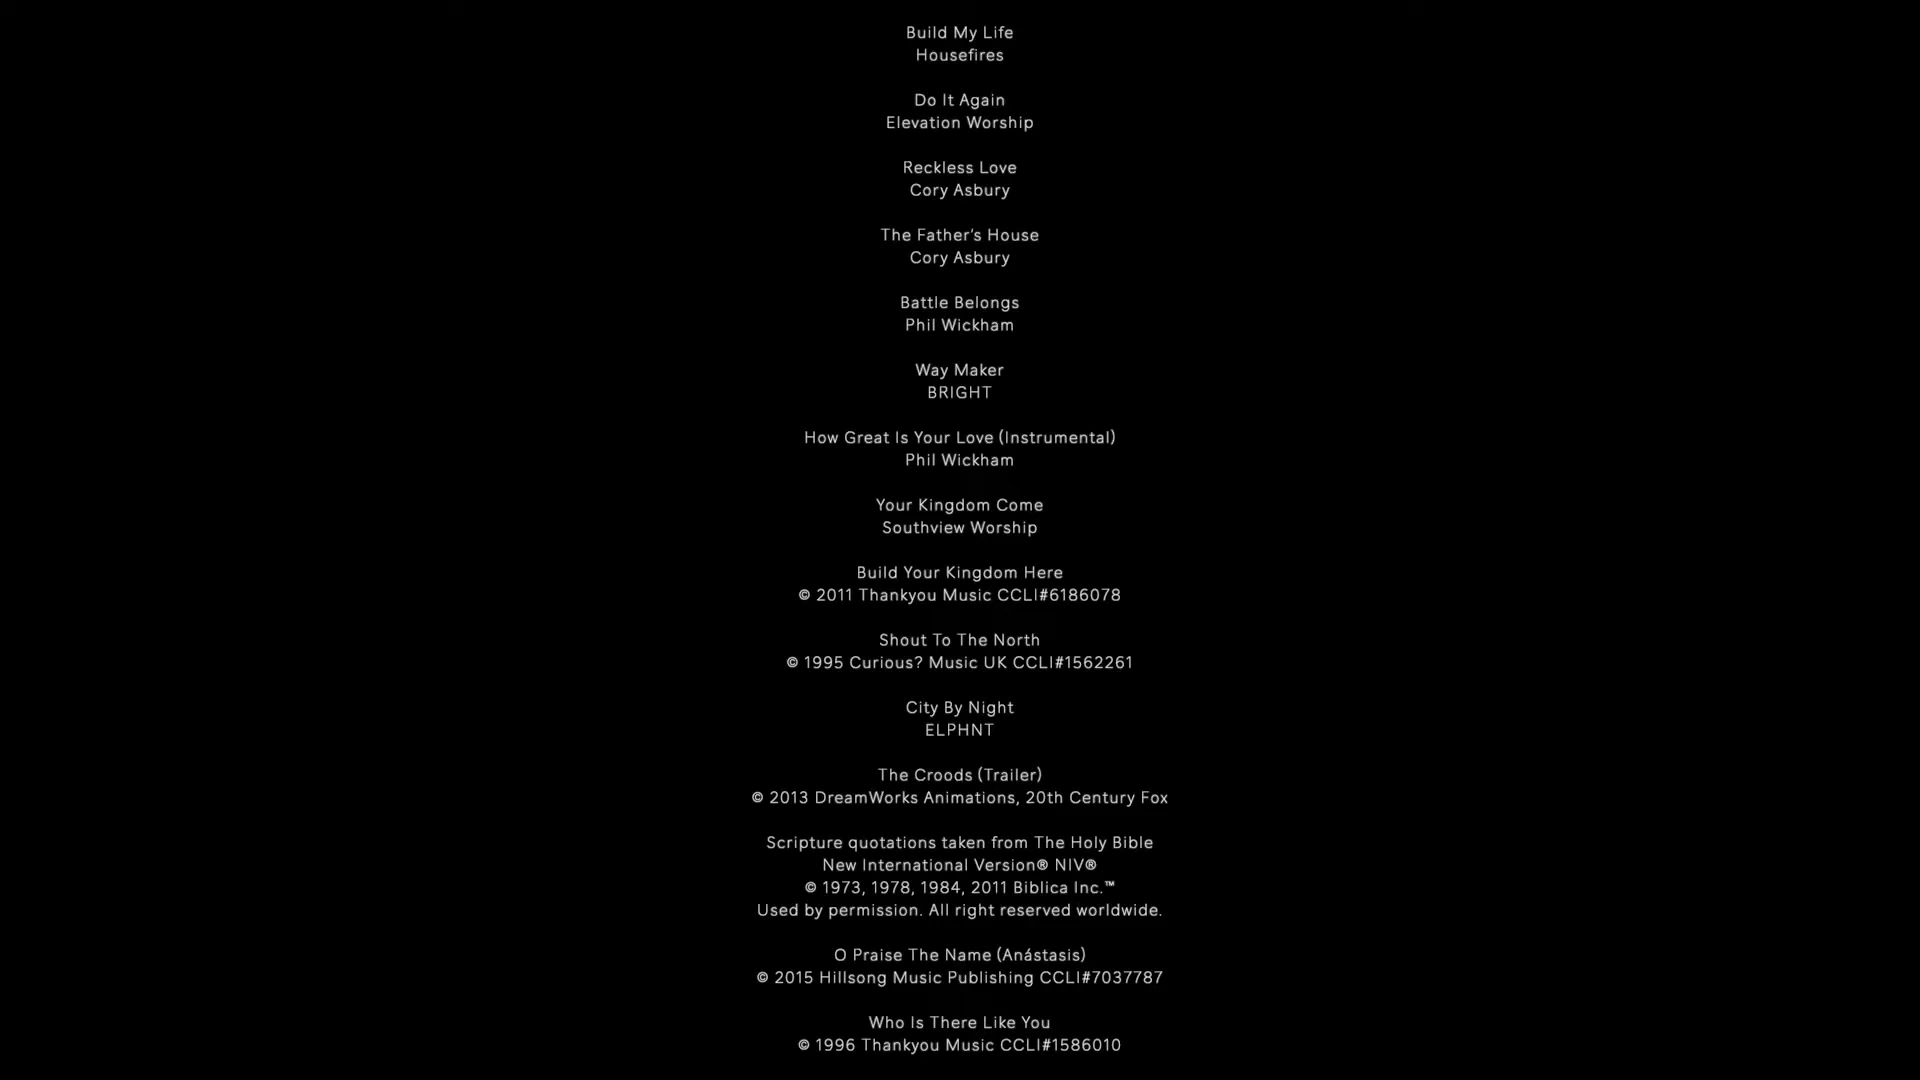 Build My Life
Housefires
Do It Again
Elevation Worship
Reckless Love
Cory Asbury
The Father’s House
Cory Asbury
Battle Belongs
Phil Wickham
Way Maker
BRIGHT
How Great Is Your Love (Instrumental)
Phil Wickham
Your Kingdom Come
Southview Worship
Build Your Kingdom Here
© 2011 Thankyou Music CCLI#6186078
Shout To The North
© 1995 Curious? Music UK CCLI#1562261
City By Night
ELPHNT
The Croods (Trailer)
© 2013 DreamWorks Animations, 20th Century Fox
Scripture quotations taken from The Holy Bible
New International Version® NIV®
© 1973, 1978, 1984, 2011 Biblica Inc.™
Used by permission. All right reserved worldwide.
O Praise The Name (Anástasis)
© 2015 Hillsong Music Publishing CCLI#7037787
Who Is There Like You
© 1996 Thankyou Music CCLI#1586010